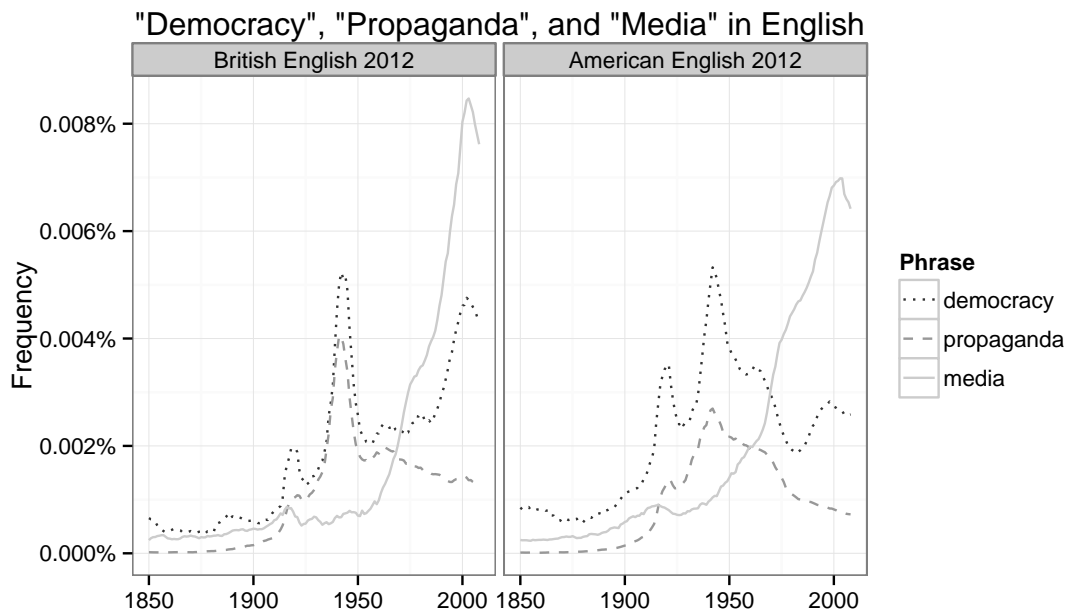 "Democracy", "Propaganda", and "Media" in English
British English 2012
American English 2012
Frequency
0.008%
0.006%
0.004%
0.002%
0.000%
1850 1900 1950 2000
1850 1900 1950 2000
Phrase
democracy
propaganda
media